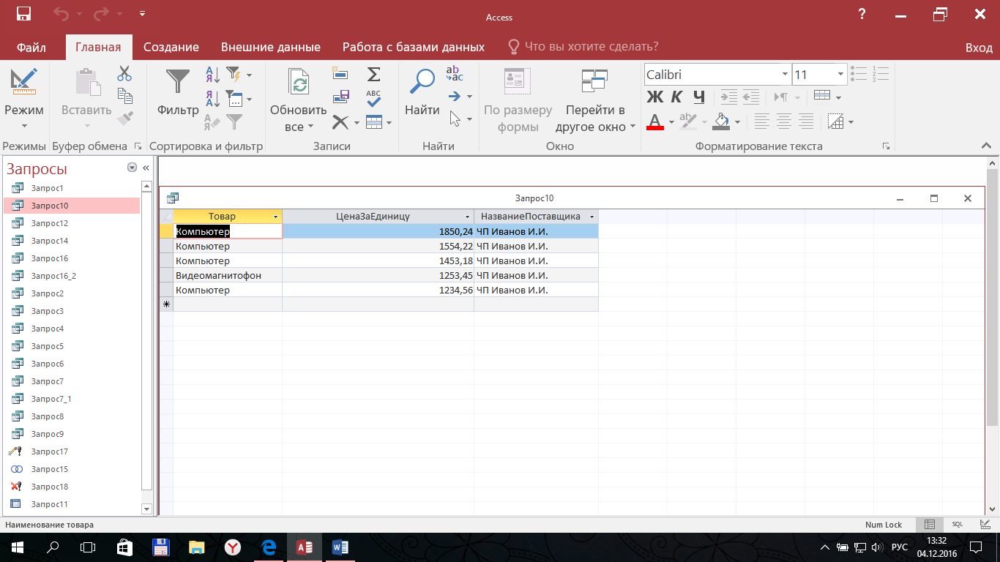 Access
?
Файл Главная Создание Внешние данные Работа с базами данных Что вы хотите сделать? Вход
Режим
Режимы
Вставить
Буфер обмена
Фильтр
Сортировка и фильтр
Обновить
все
Записи
Найти
Найти
По размеру
формы
Перейти в
другое окно
Окно
Calibri 11
Ж К Ч
Форматирование текста
Запросы
Запрос1
Запрос10
Запрос12
Запрос14
Запрос16
Запрос16_2
Запрос2
Запрос3
Запрос4
Запрос5
Запрос6
Запрос7
Запрос7_1
Запрос8
Запрос9
Запрос17
Запрос15
Запрос18
Запрос11
Запрос10
Товар ЦенаЗаЕдиницу НазваниеПоставщика
Компьютер 1850,24 ЧП Иванов И.И.
Компьютер 1554,22 ЧП Иванов И.И.
Компьютер 1453,18 ЧП Иванов И.И.
Видеомагнитофон 1253,45 ЧП Иванов И.И.
Компьютер 1234,56 ЧП Иванов И.И.
Наименование товара Num Lock SQL
РУС 13:32
04.12.2016